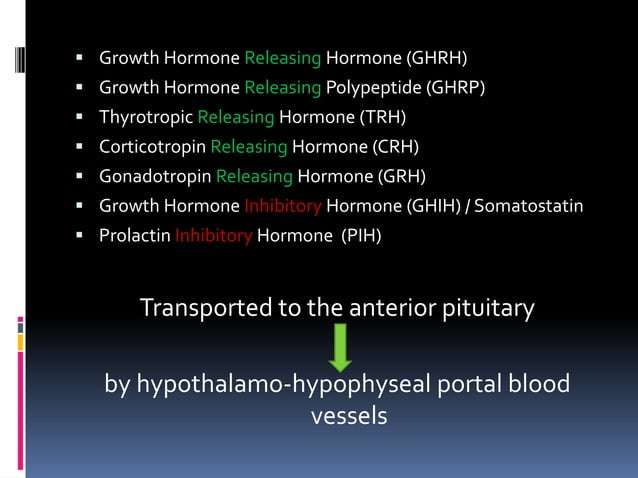 Growth Hormone Releasing Hormone (GHRH)
Growth Hormone Releasing Polypeptide (GHRP)
Thyrotropic Releasing Hormone (TRH)
Corticotropin Releasing Hormone (CRH)
Gonadotropin Releasing Hormone (GRH)
Growth Hormone Inhibitory Hormone (GHIH) / Somatostatin
Prolactin Inhibitory Hormone (PIH)
Transported to the anterior pituitary
by hypothalamo-hypophyseal portal blood
vessels